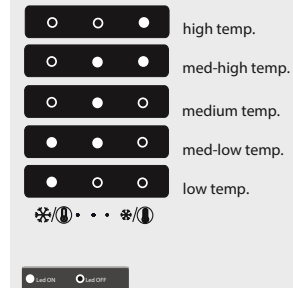 high temp.
med-high temp.
medium temp.
med-low temp.
low temp.
Led ON Led OFF